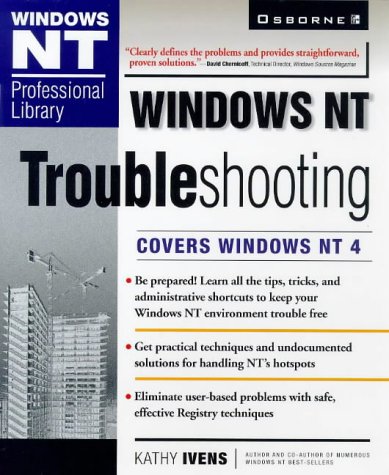 WINDOWS
NT
Professional
Library
OSBORNE
"Clearly defines the problems and provides straightforward,
proven solutions." —David Chernicoff, Technical Director, Windows Sources Magazine
WINDOWS NT
Troubleshooting
COVERS WINDOWS NT 4
• Be prepared! Learn all the tips, tricks, and
administrative shortcuts to keep your
Windows NT environment trouble free
• Get practical techniques and undocumented
solutions for handling NT's hotspots
• Eliminate user-based problems with safe,
effective Registry techniques
KATHY IVENS
AUTHOR AND CO-AUTHOR OF NUMEROUS
WINDOWS NT BEST-SELLERS